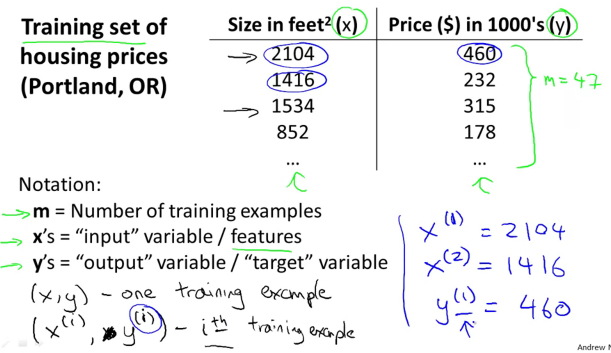 Training set of
housing prices
(Portland, OR)
Size in feet² (x) Price ($) in 1000's (y)
2104 460
1416 232
1534 315
852 178
... ...
m = 47
Notation:
m = Number of training examples
x's = “input” variable / features
y's = “output” variable / “target” variable
(x, y) - one training example
(x^(i), y^(i)) - i^th training example
x^(1) = 2104
x^(2) = 1416
y^(1) = 460
Andrew N